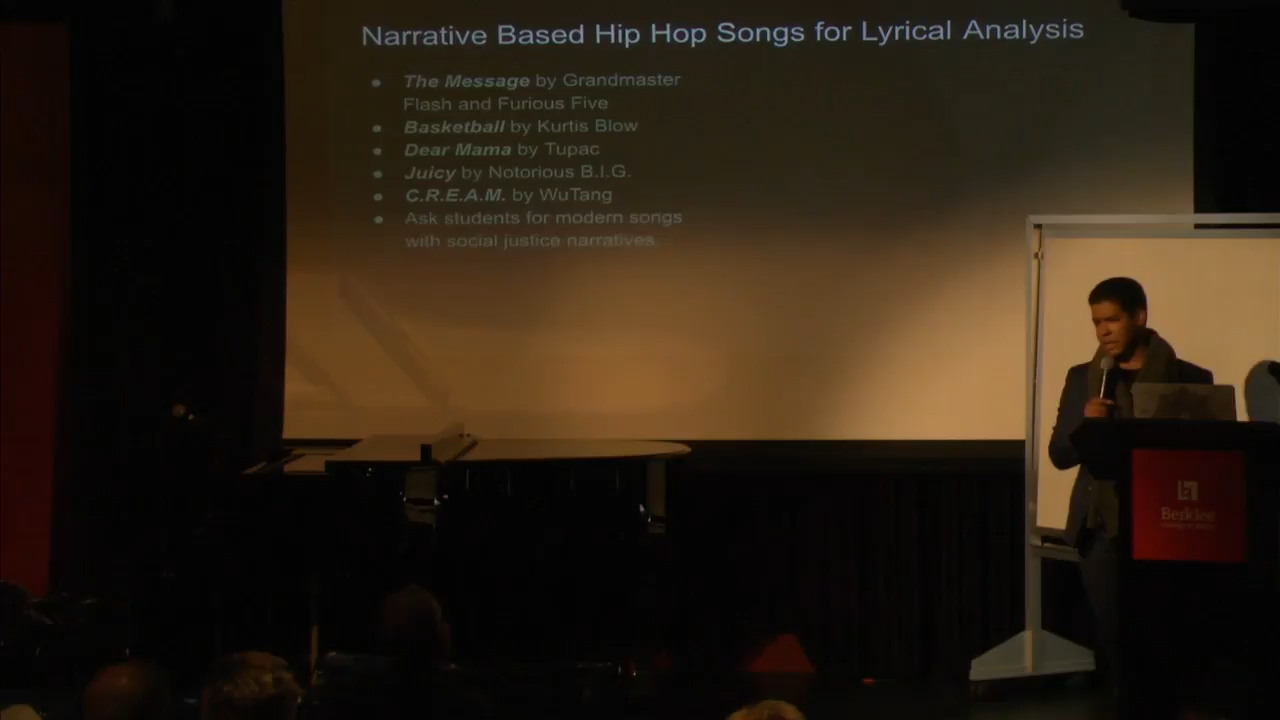 Narrative Based Hip Hop Songs for Lyrical Analysis
● The Message by Grandmaster
Flash and Furious Five
● Basketball by Kurtis Blow
● Dear Mama by Tupac
● Juicy by Notorious B.I.G.
● C.R.E.A.M. by WuTang
● Ask students for modern songs
with social justice narratives.
Berklee